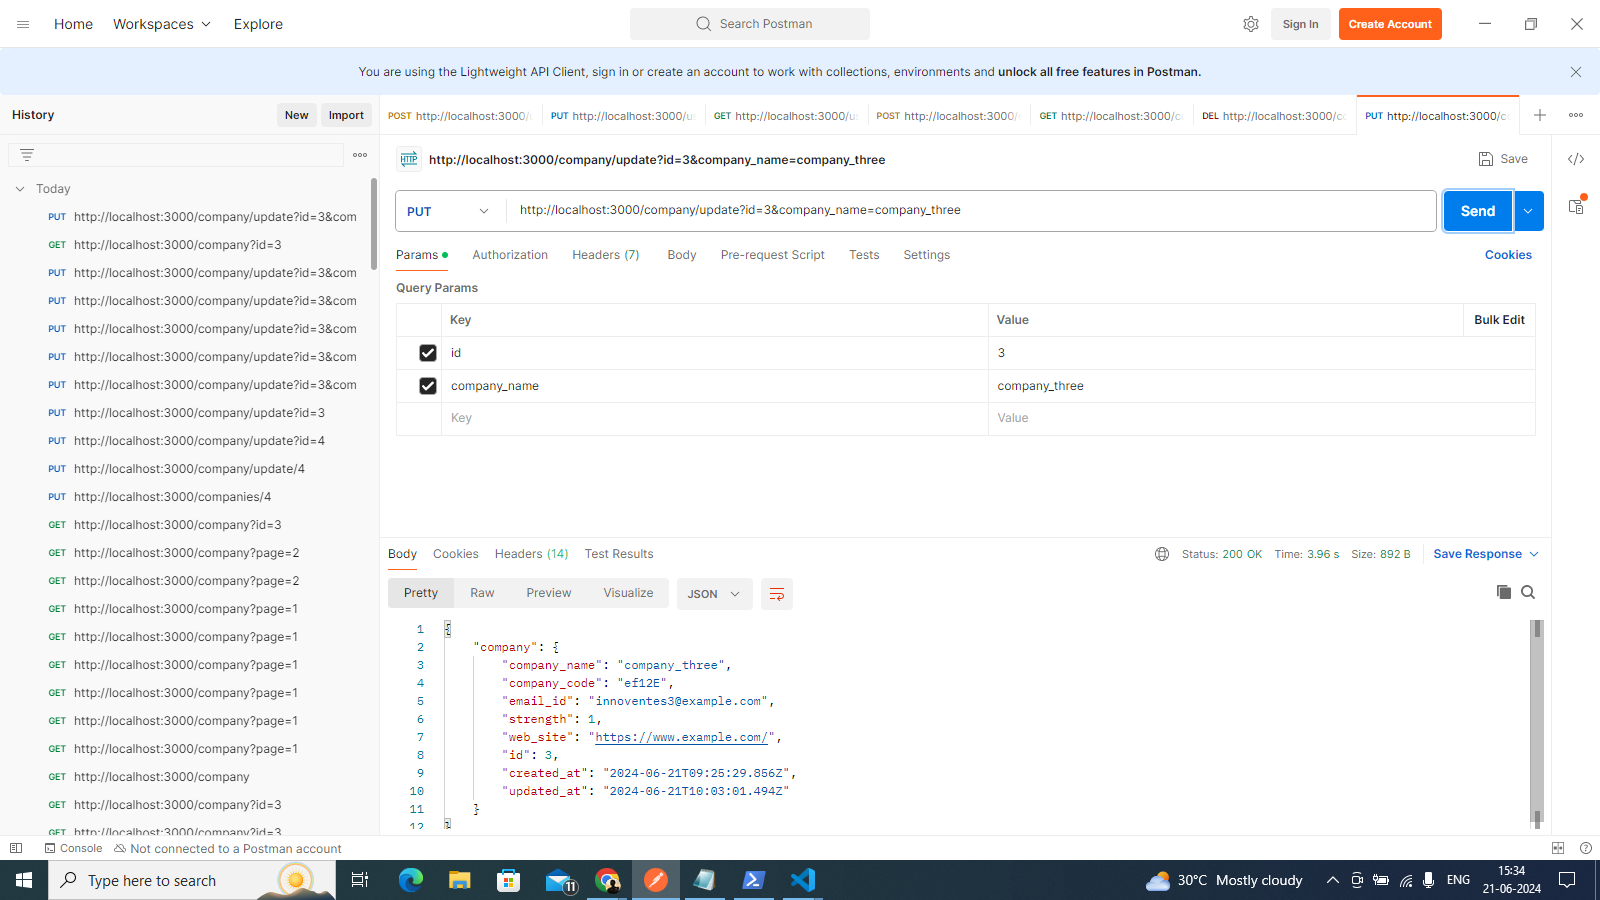 Home Workspaces Explore Search Postman Sign In Create Account
You are using the Lightweight API Client, sign in or create an account to work with collections, environments and unlock all free features in Postman.
History New Import
POST http://localhost:3000/ PUT http://localhost:3000/us GET http://localhost:3000/us POST http://localhost:3000/ GET http://localhost:3000/c DEL http://localhost:3000/co PUT http://localhost:3000/c
HTTP http://localhost:3000/company/update?id=3&company_name=company_three Save
Today
PUT http://localhost:3000/company/update?id=3&com
GET http://localhost:3000/company?id=3
PUT http://localhost:3000/company/update?id=3&com
PUT http://localhost:3000/company/update?id=3&com
PUT http://localhost:3000/company/update?id=3&com
PUT http://localhost:3000/company/update?id=3&com
PUT http://localhost:3000/company/update?id=3&com
PUT http://localhost:3000/company/update?id=3
PUT http://localhost:3000/company/update?id=4
PUT http://localhost:3000/company/update/4
PUT http://localhost:3000/companies/4
GET http://localhost:3000/company?id=3
GET http://localhost:3000/company?page=2
GET http://localhost:3000/company?page=2
GET http://localhost:3000/company?page=1
GET http://localhost:3000/company?page=1
GET http://localhost:3000/company?page=1
GET http://localhost:3000/company?page=1
GET http://localhost:3000/company?page=1
GET http://localhost:3000/company?page=1
GET http://localhost:3000/company
GET http://localhost:3000/company?id=3
GET http://localhost:3000/company?id=3
PUT http://localhost:3000/company/update?id=3&company_name=company_three Send
Params Authorization Headers (7) Body Pre-request Script Tests Settings Cookies
Query Params
Key Value Bulk Edit
id 3
company_name company_three
Key Value
Body Cookies Headers (14) Test Results Status: 200 OK Time: 3.96 s Size: 892 B Save Response
Pretty Raw Preview Visualize JSON
1 {
2 "company": {
3 "company_name": "company_three",
4 "company_code": "ef12E",
5 "email_id": "innoventes3@example.com",
6 "strength": 1,
7 "web_site": "https://www.example.com/",
8 "id": 3,
9 "created_at": "2024-06-21T09:25:29.856Z",
10 "updated_at": "2024-06-21T10:03:01.494Z"
11 }
12 }
Console Not connected to a Postman account
Type here to search 11 30°C Mostly cloudy ENG 15:34
21-06-2024